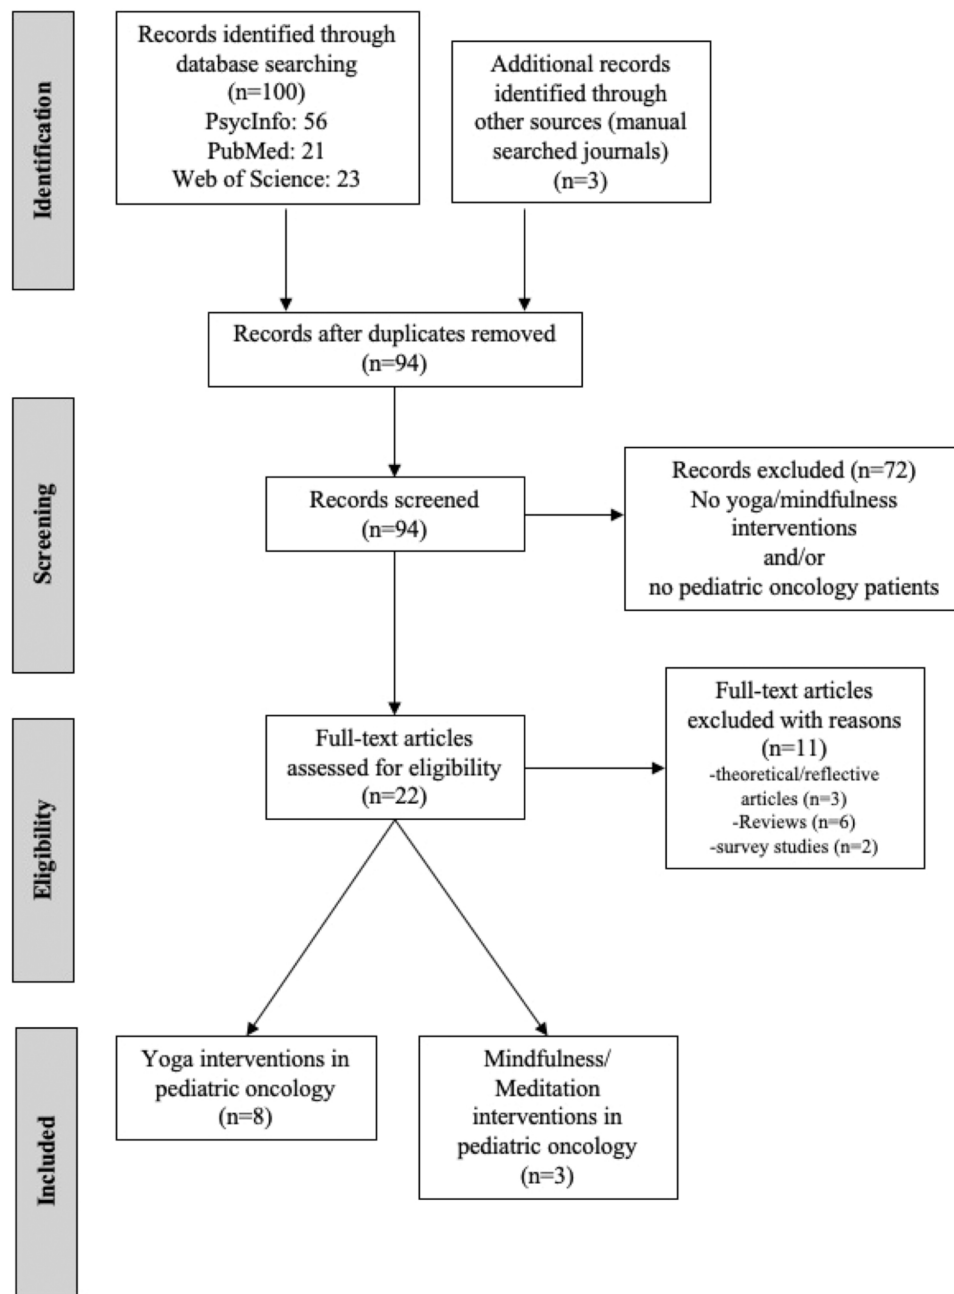 Identification
Records identified through
database searching
(n=100)
PsycInfo: 56
PubMed: 21
Web of Science: 23
Additional records
identified through
other sources (manual
searched journals)
(n=3)
Records after duplicates removed
(n=94)
Screening
Records screened
(n=94)
Records excluded (n=72)
No yoga/mindfulness
interventions
and/or
no pediatric oncology patients
Eligibility
Full-text articles
assessed for eligibility
(n=22)
Full-text articles
excluded with reasons
(n=11)
-theoretical/reflective
articles (n=3)
-Reviews (n=6)
-survey studies (n=2)
Included
Yoga interventions in
pediatric oncology
(n=8)
Mindfulness/
Meditation
interventions in
pediatric oncology
(n=3)